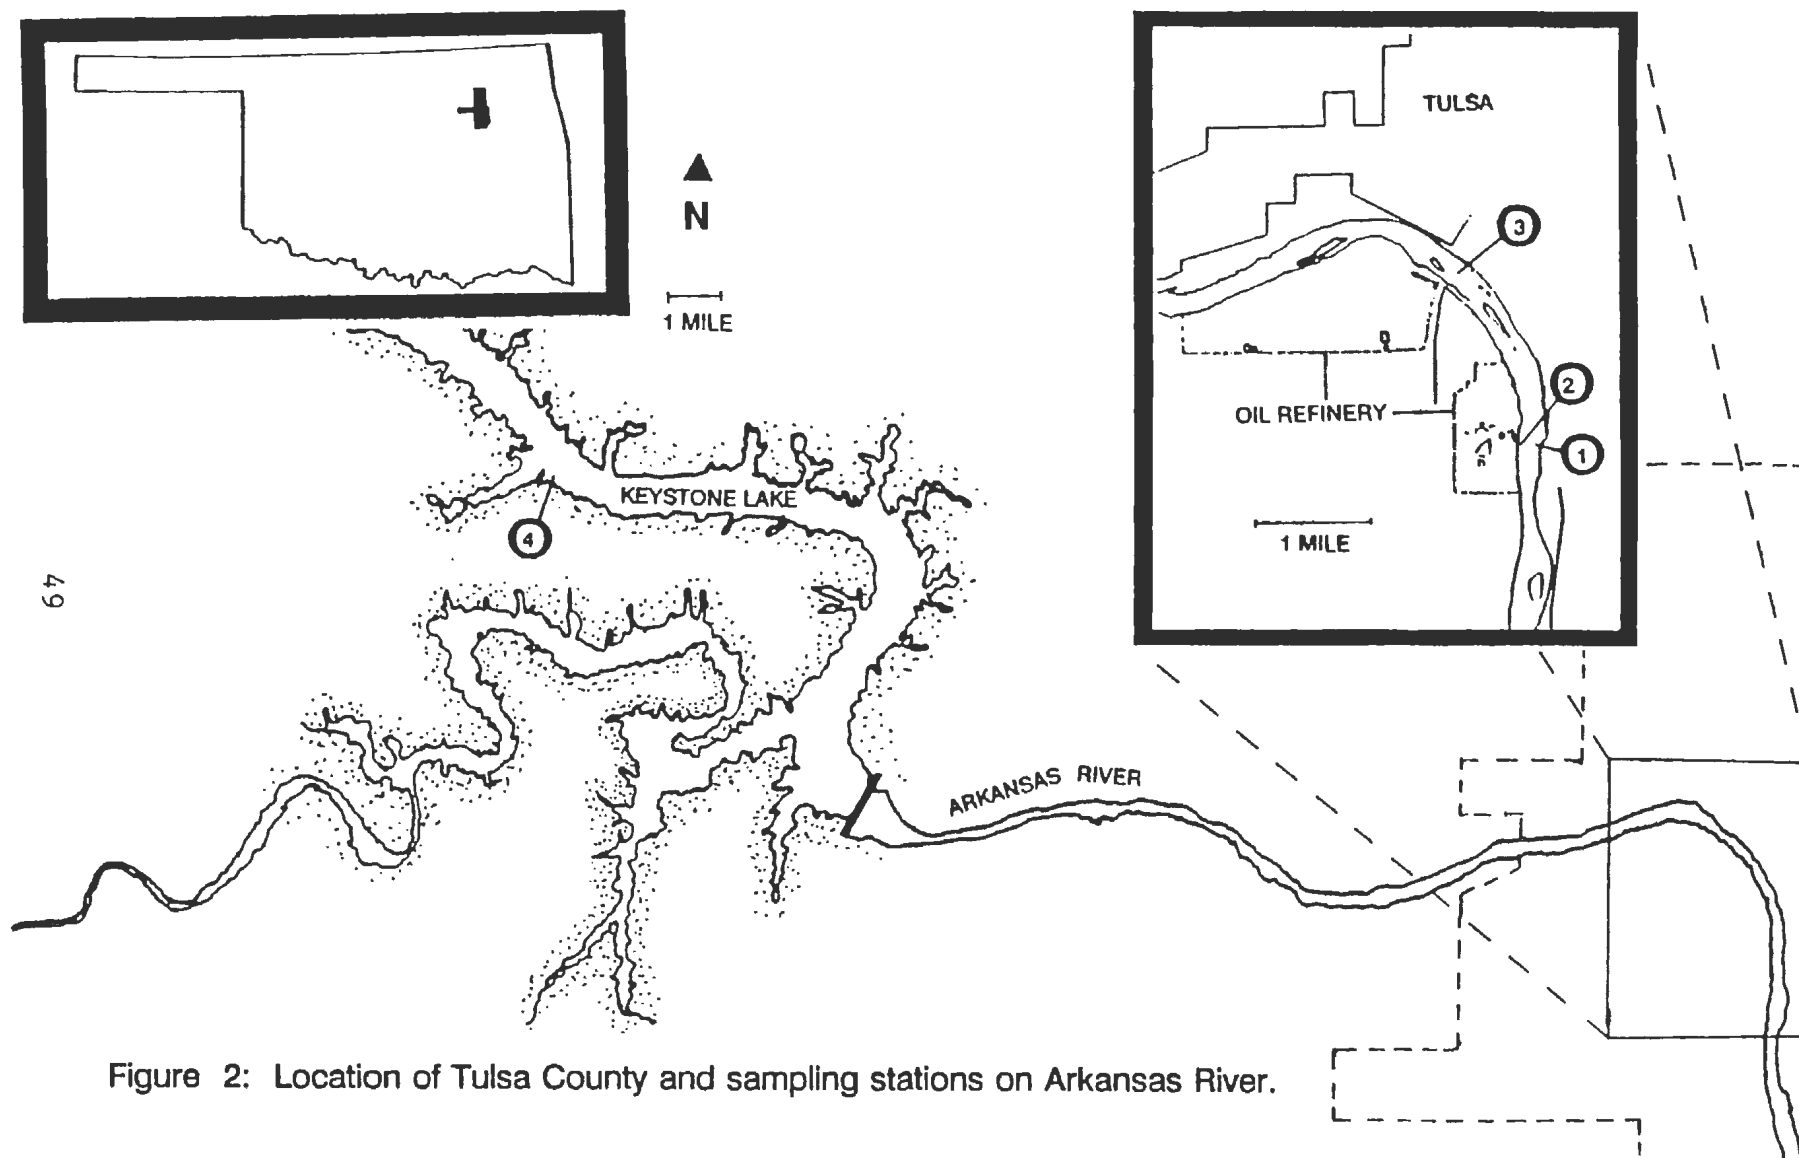 N
1 MILE
TULSA
3
2
1
OIL REFINERY
1 MILE
KEYSTONE LAKE
4
49
ARKANSAS RIVER
Figure 2: Location of Tulsa County and sampling stations on Arkansas River.